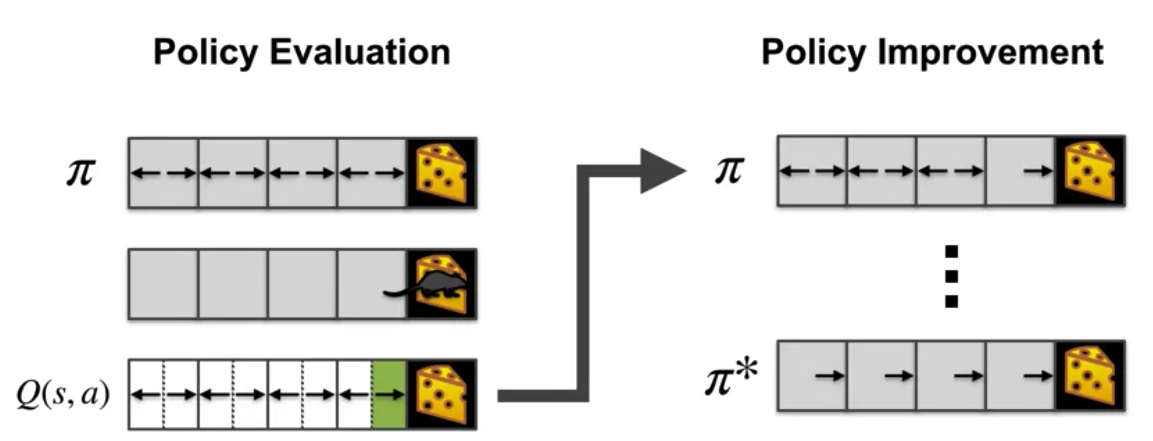 Policy Evaluation
Policy Improvement
π
π
Q(s, a)
π*